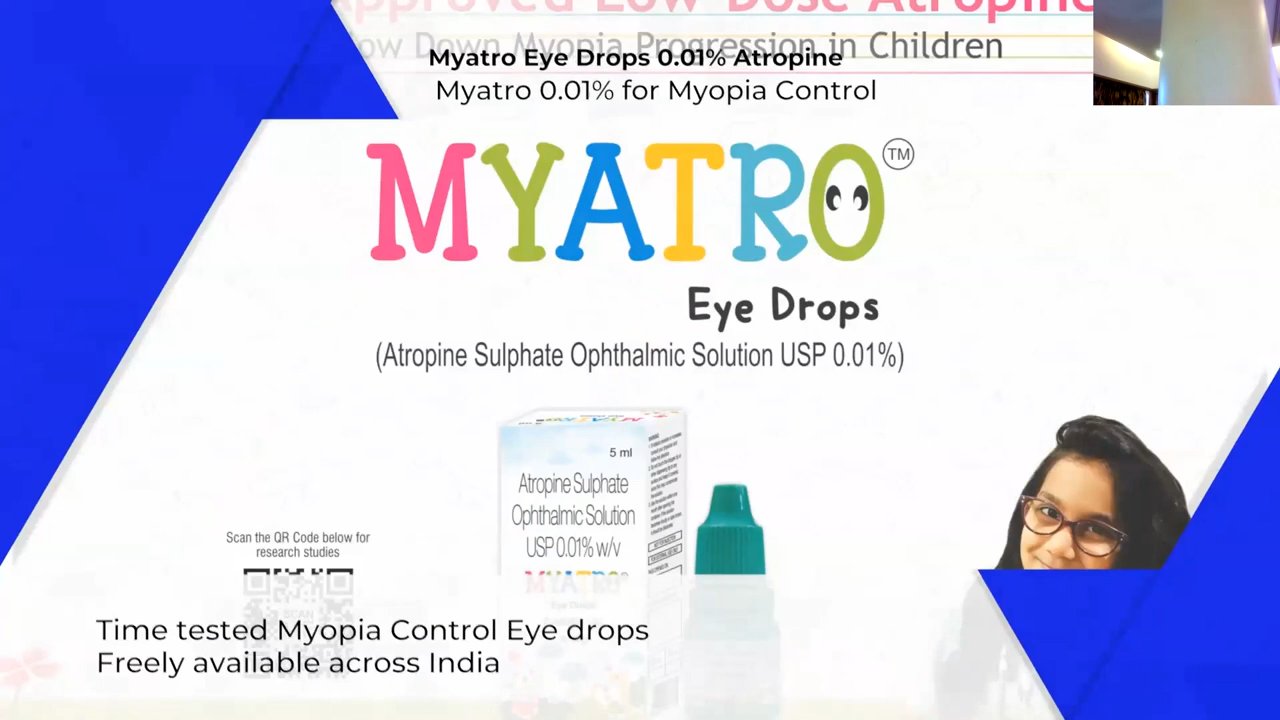 pproved Low Dose Atropine
ow Down Myopia Progression in Children
Myatro Eye Drops 0.01% Atropine
Myatro 0.01% for Myopia Control
MYATRO TM
Eye Drops
(Atropine Sulphate Ophthalmic Solution USP 0.01%)
5 ml
Atropine Sulphate
Ophthalmic Solution
USP 0.01% w/v
MYATRO
Eye Drops
Scan the QR Code below for
research studies
SCAN
Time tested Myopia Control Eye drops
Freely available across India